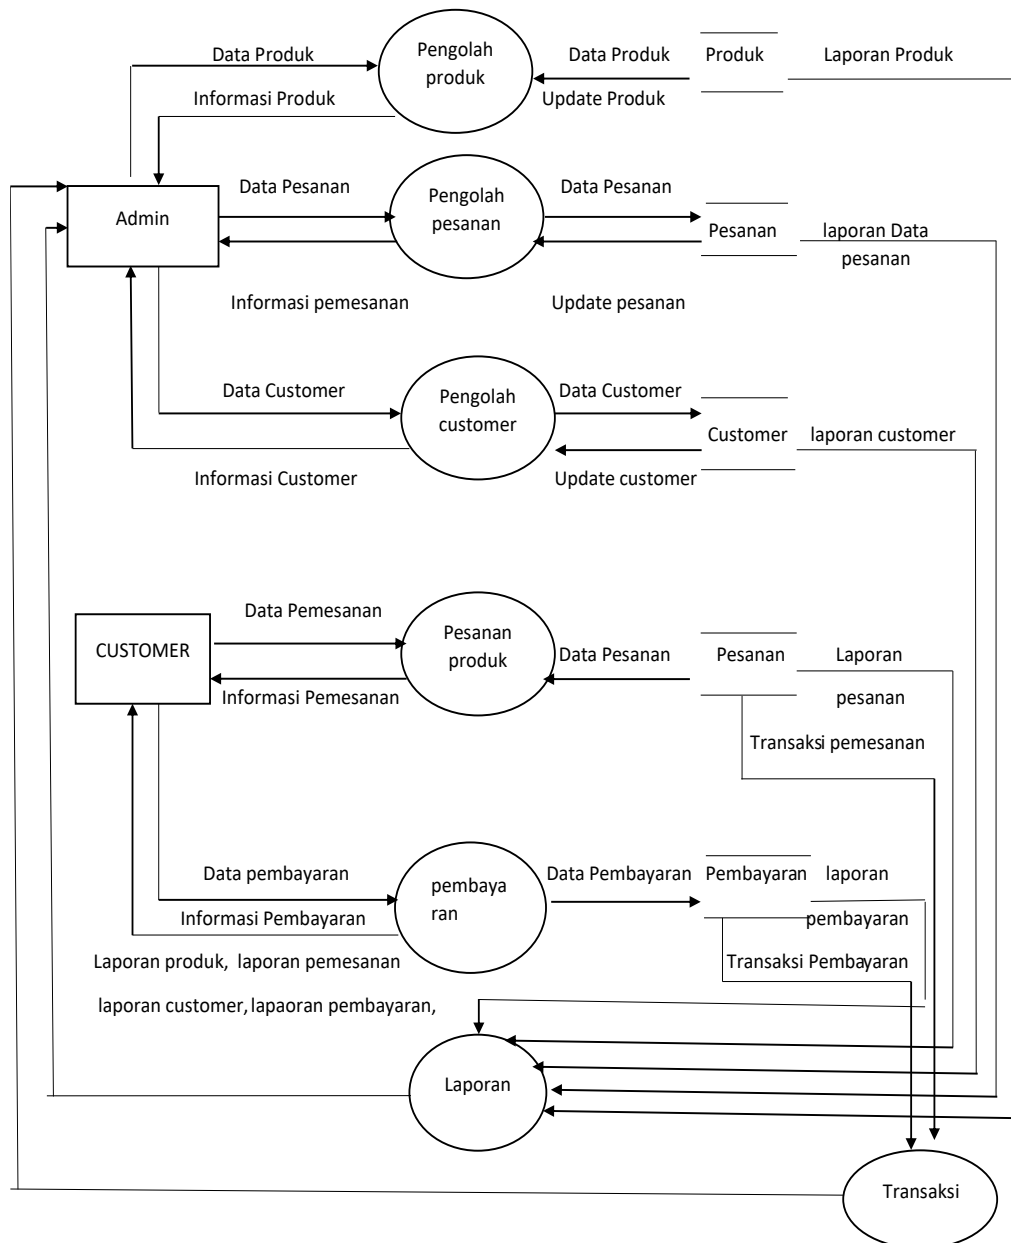 Data Produk
Pengolah
produk
Data Produk
Produk
Laporan Produk
Informasi Produk
Update Produk
Admin
Data Pesanan
Pengolah
pesanan
Data Pesanan
Pesanan
laporan Data
pesanan
Informasi pemesanan
Update pesanan
Data Customer
Pengolah
customer
Data Customer
Customer
laporan customer
Informasi Customer
Update customer
CUSTOMER
Data Pemesanan
Pesanan
produk
Data Pesanan
Pesanan
Laporan
pesanan
Informasi Pemesanan
Transaksi pemesanan
Data pembayaran
pembaya
ran
Data Pembayaran
Pembayaran
laporan
pembayaran
Informasi Pembayaran
Transaksi Pembayaran
Laporan produk, laporan pemesanan
laporan customer, lapaoran pembayaran,
Laporan
Transaksi